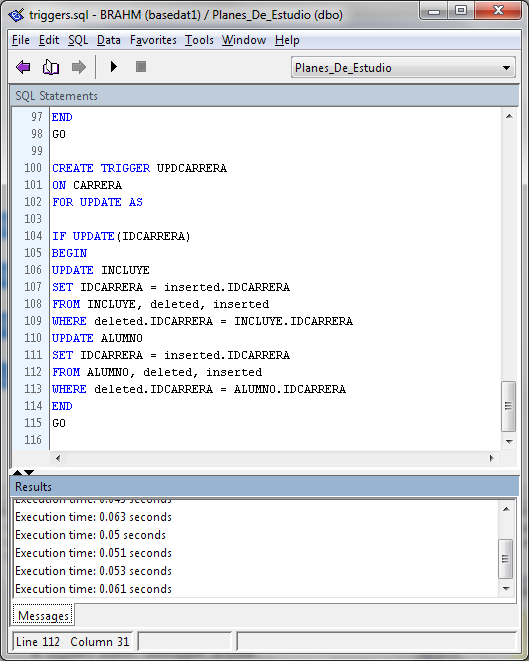 triggers.sql - BRAHM (basedat1) / Planes_De_Estudio (dbo)
File Edit SQL Data Favorites Tools Window Help
Planes_De_Estudio
SQL Statements
97 END
98 GO
99
100 CREATE TRIGGER UPDCARRERA
101 ON CARRERA
102 FOR UPDATE AS
103
104 IF UPDATE(IDCARRERA)
105 BEGIN
106 UPDATE INCLUYE
107 SET IDCARRERA = inserted.IDCARRERA
108 FROM INCLUYE, deleted, inserted
109 WHERE deleted.IDCARRERA = INCLUYE.IDCARRERA
110 UPDATE ALUMNO
111 SET IDCARRERA = inserted.IDCARRERA
112 FROM ALUMNO, deleted, inserted
113 WHERE deleted.IDCARRERA = ALUMNO.IDCARRERA
114 END
115 GO
116
Results
Execution time: 0.045 seconds
Execution time: 0.063 seconds
Execution time: 0.05 seconds
Execution time: 0.051 seconds
Execution time: 0.053 seconds
Execution time: 0.061 seconds
Messages
Line 112 Column 31